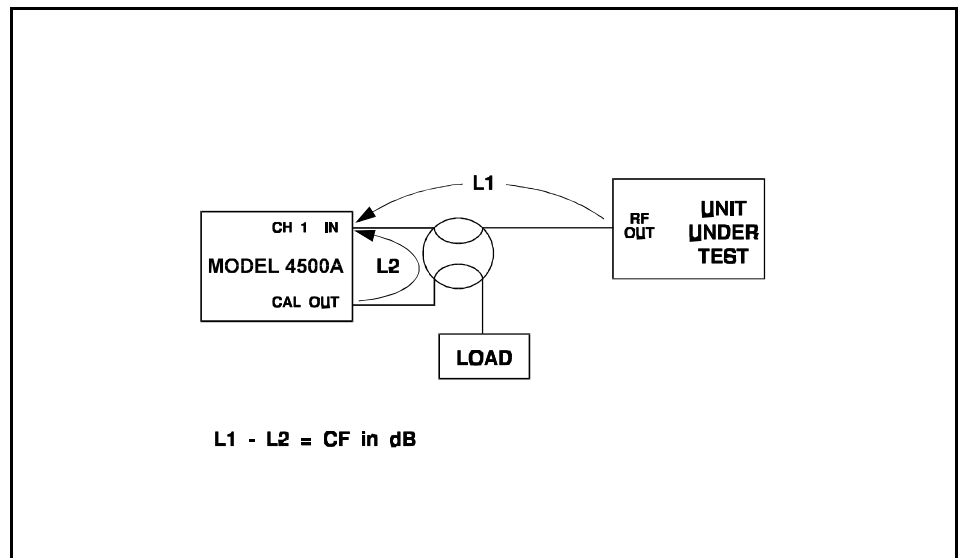 L1
RF
OUT
UNIT
UNDER
TEST
CH 1 IN
MODEL 4500A
L2
CAL OUT
LOAD
L1 - L2 = CF in dB